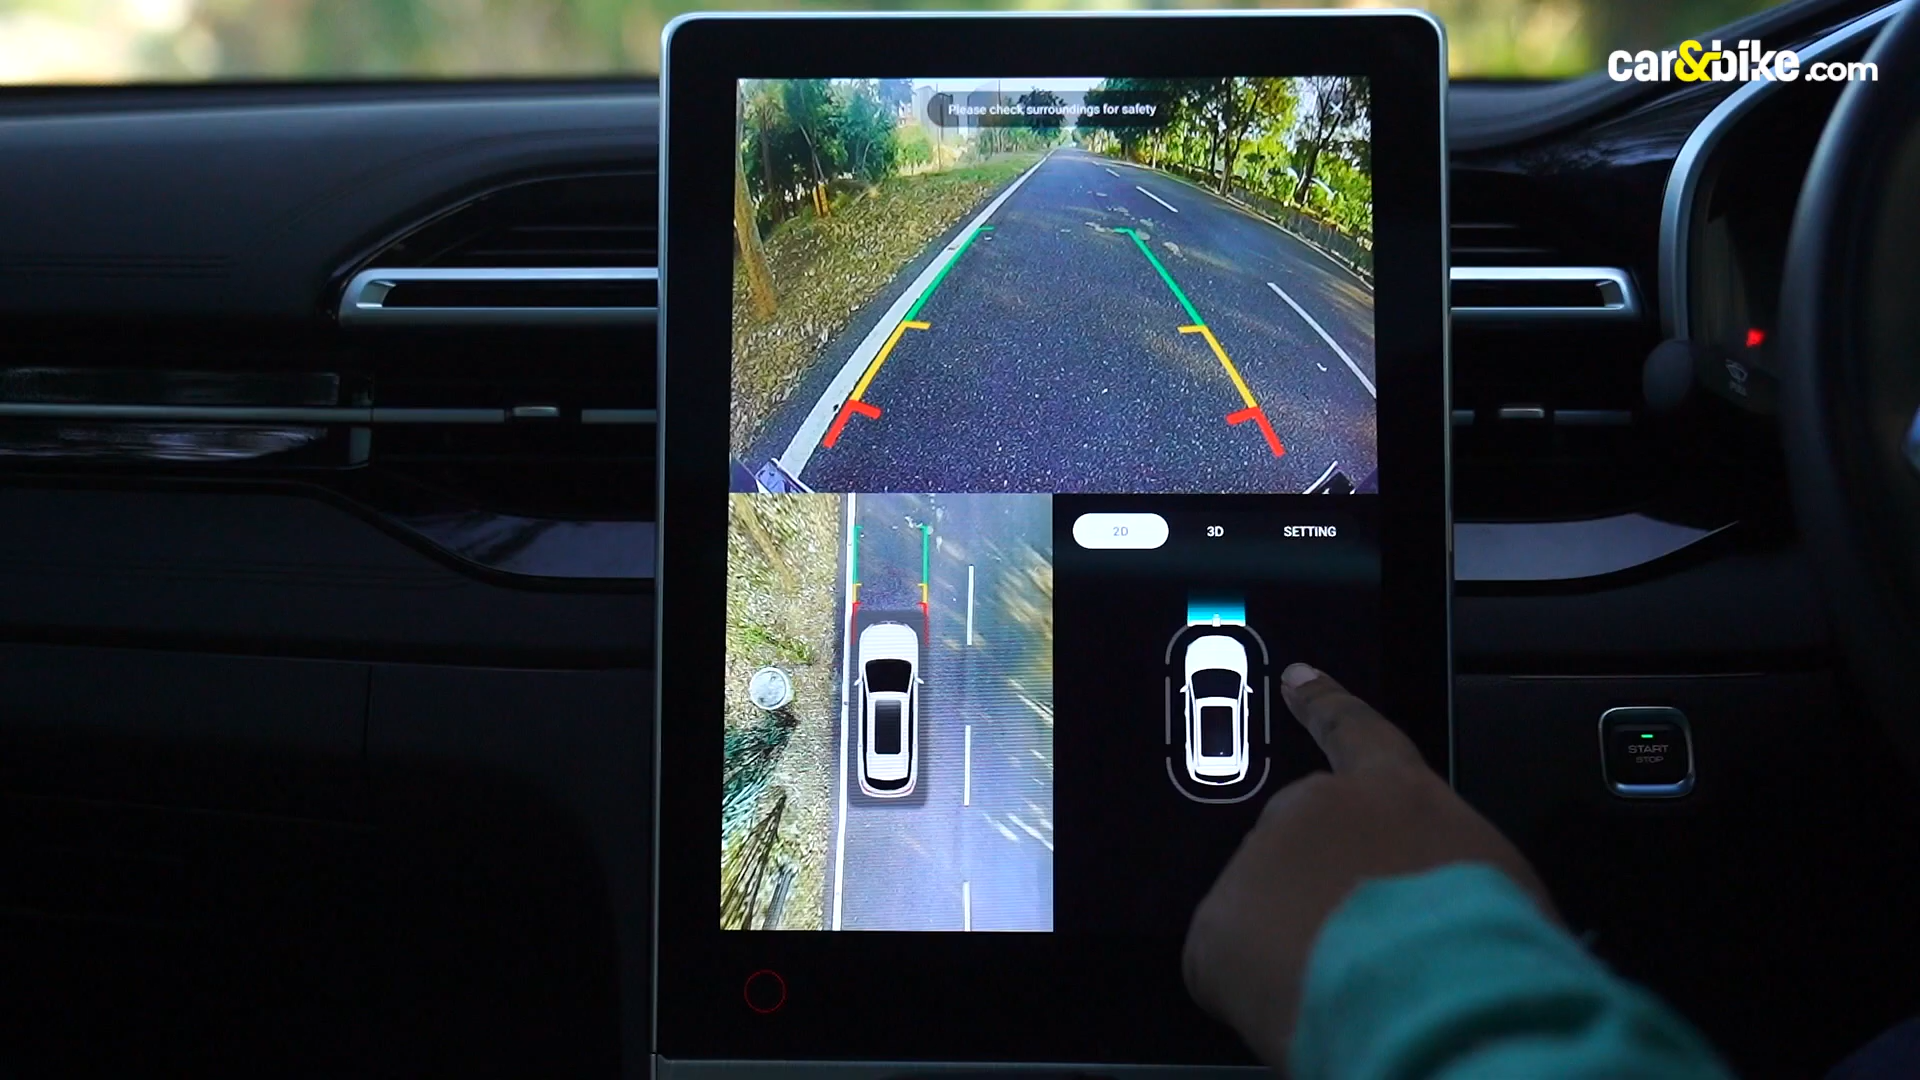 car&bike.com
Please check surroundings for safety
2D 3D SETTING
START
STOP